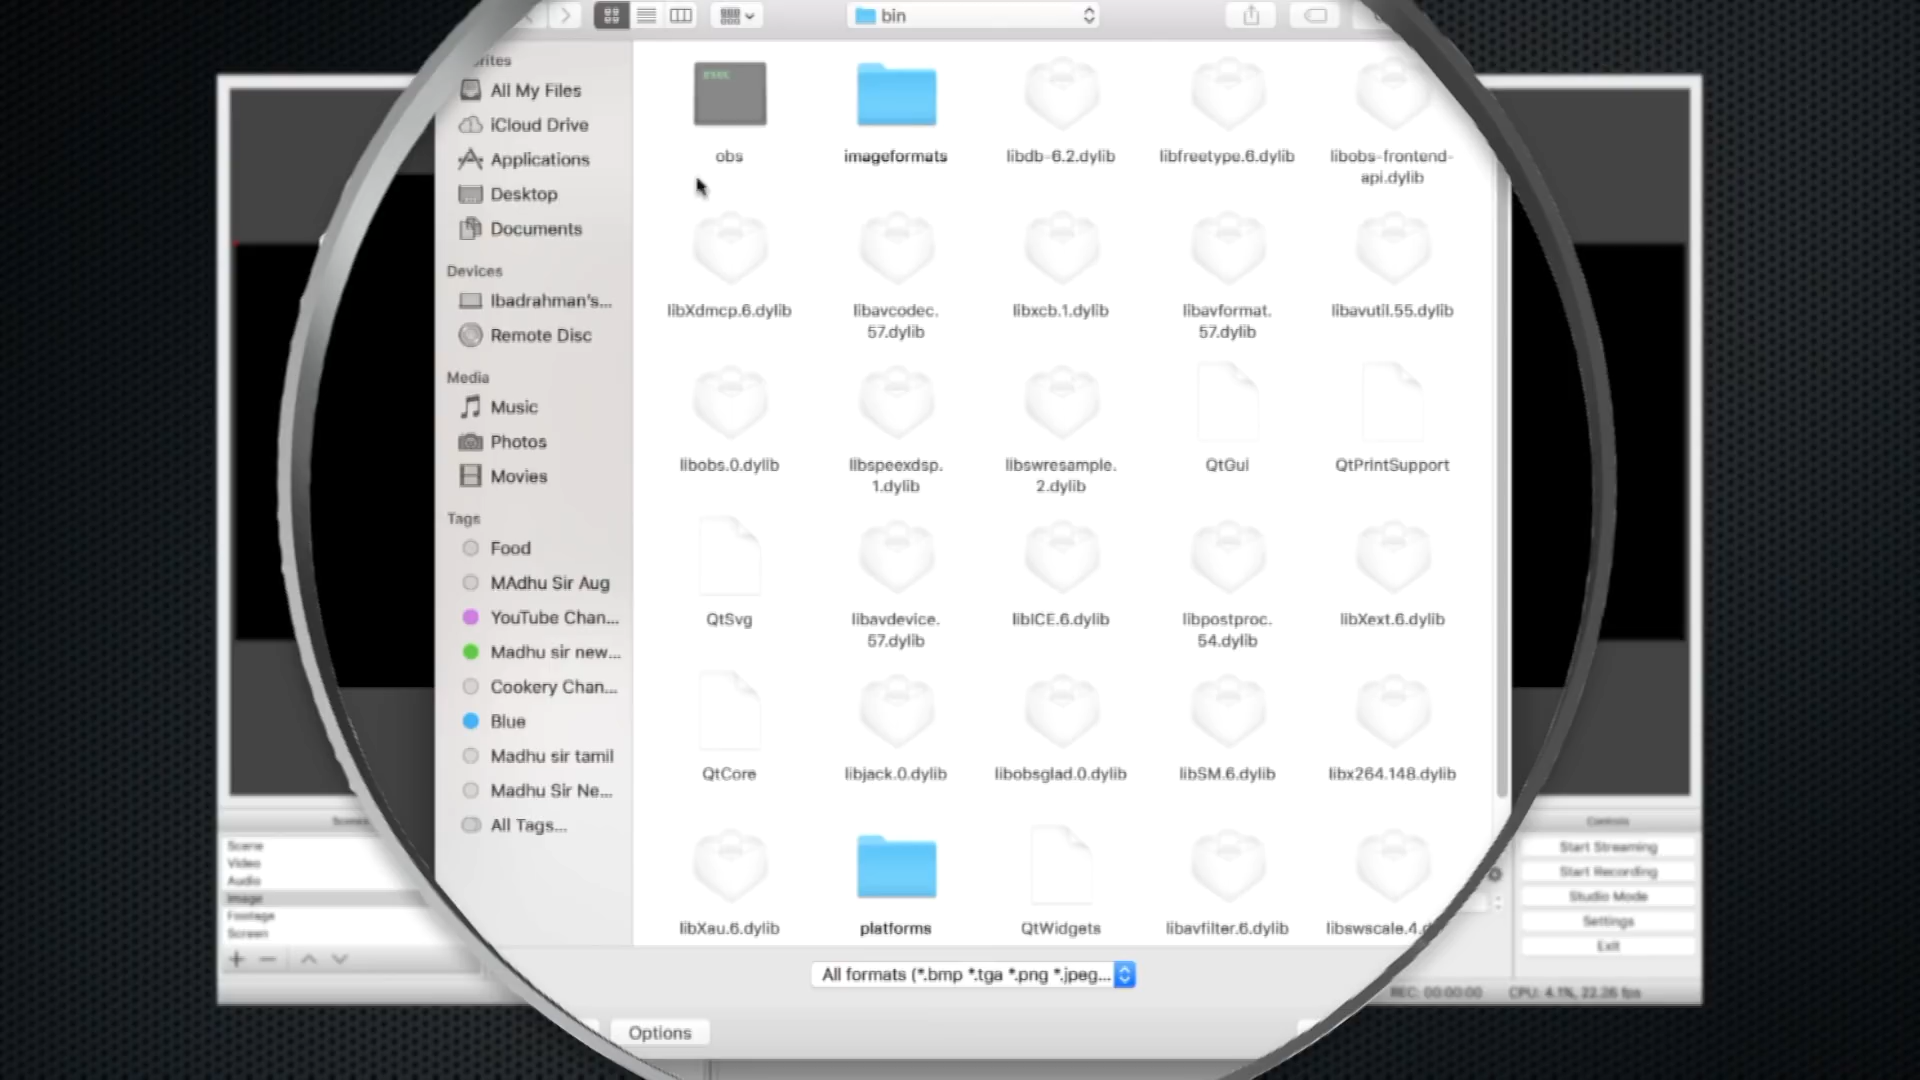 bin
All My Files
iCloud Drive
Applications
Desktop
Documents
Devices
Ibadrahman's...
Remote Disc
Media
Music
Photos
Movies
Tags
Food
MAdhu Sir Aug
YouTube Chan...
Madhu sir new...
Cookery Chan...
Blue
Madhu sir tamil
Madhu Sir Ne...
All Tags...
obs
imageformats
libdb-6.2.dylib
libfreetype.6.dylib
libobs-frontend-
api.dylib
libXdmcp.6.dylib
libavcodec.
57.dylib
libxcb.1.dylib
libavformat.
57.dylib
libavutil.55.dylib
libobs.0.dylib
libspeexdsp.
1.dylib
libswresample.
2.dylib
QtGui
QtPrintSupport
QtSvg
libavdevice.
57.dylib
libICE.6.dylib
libpostproc.
54.dylib
libXext.6.dylib
QtCore
libjack.0.dylib
libobsglad.0.dylib
libSM.6.dylib
libx264.148.dylib
libXau.6.dylib
platforms
QtWidgets
libavfilter.6.dylib
libswscale.4.d
All formats (*.bmp *.tga *.png *.jpeg...
Options
Scene
Video
Audio
Image
Footage
Screen
Controls
Start Streaming
Start Recording
Studio Mode
Settings
Exit
REC: 00:00:00
CPU: 4.1%, 22.26 fps